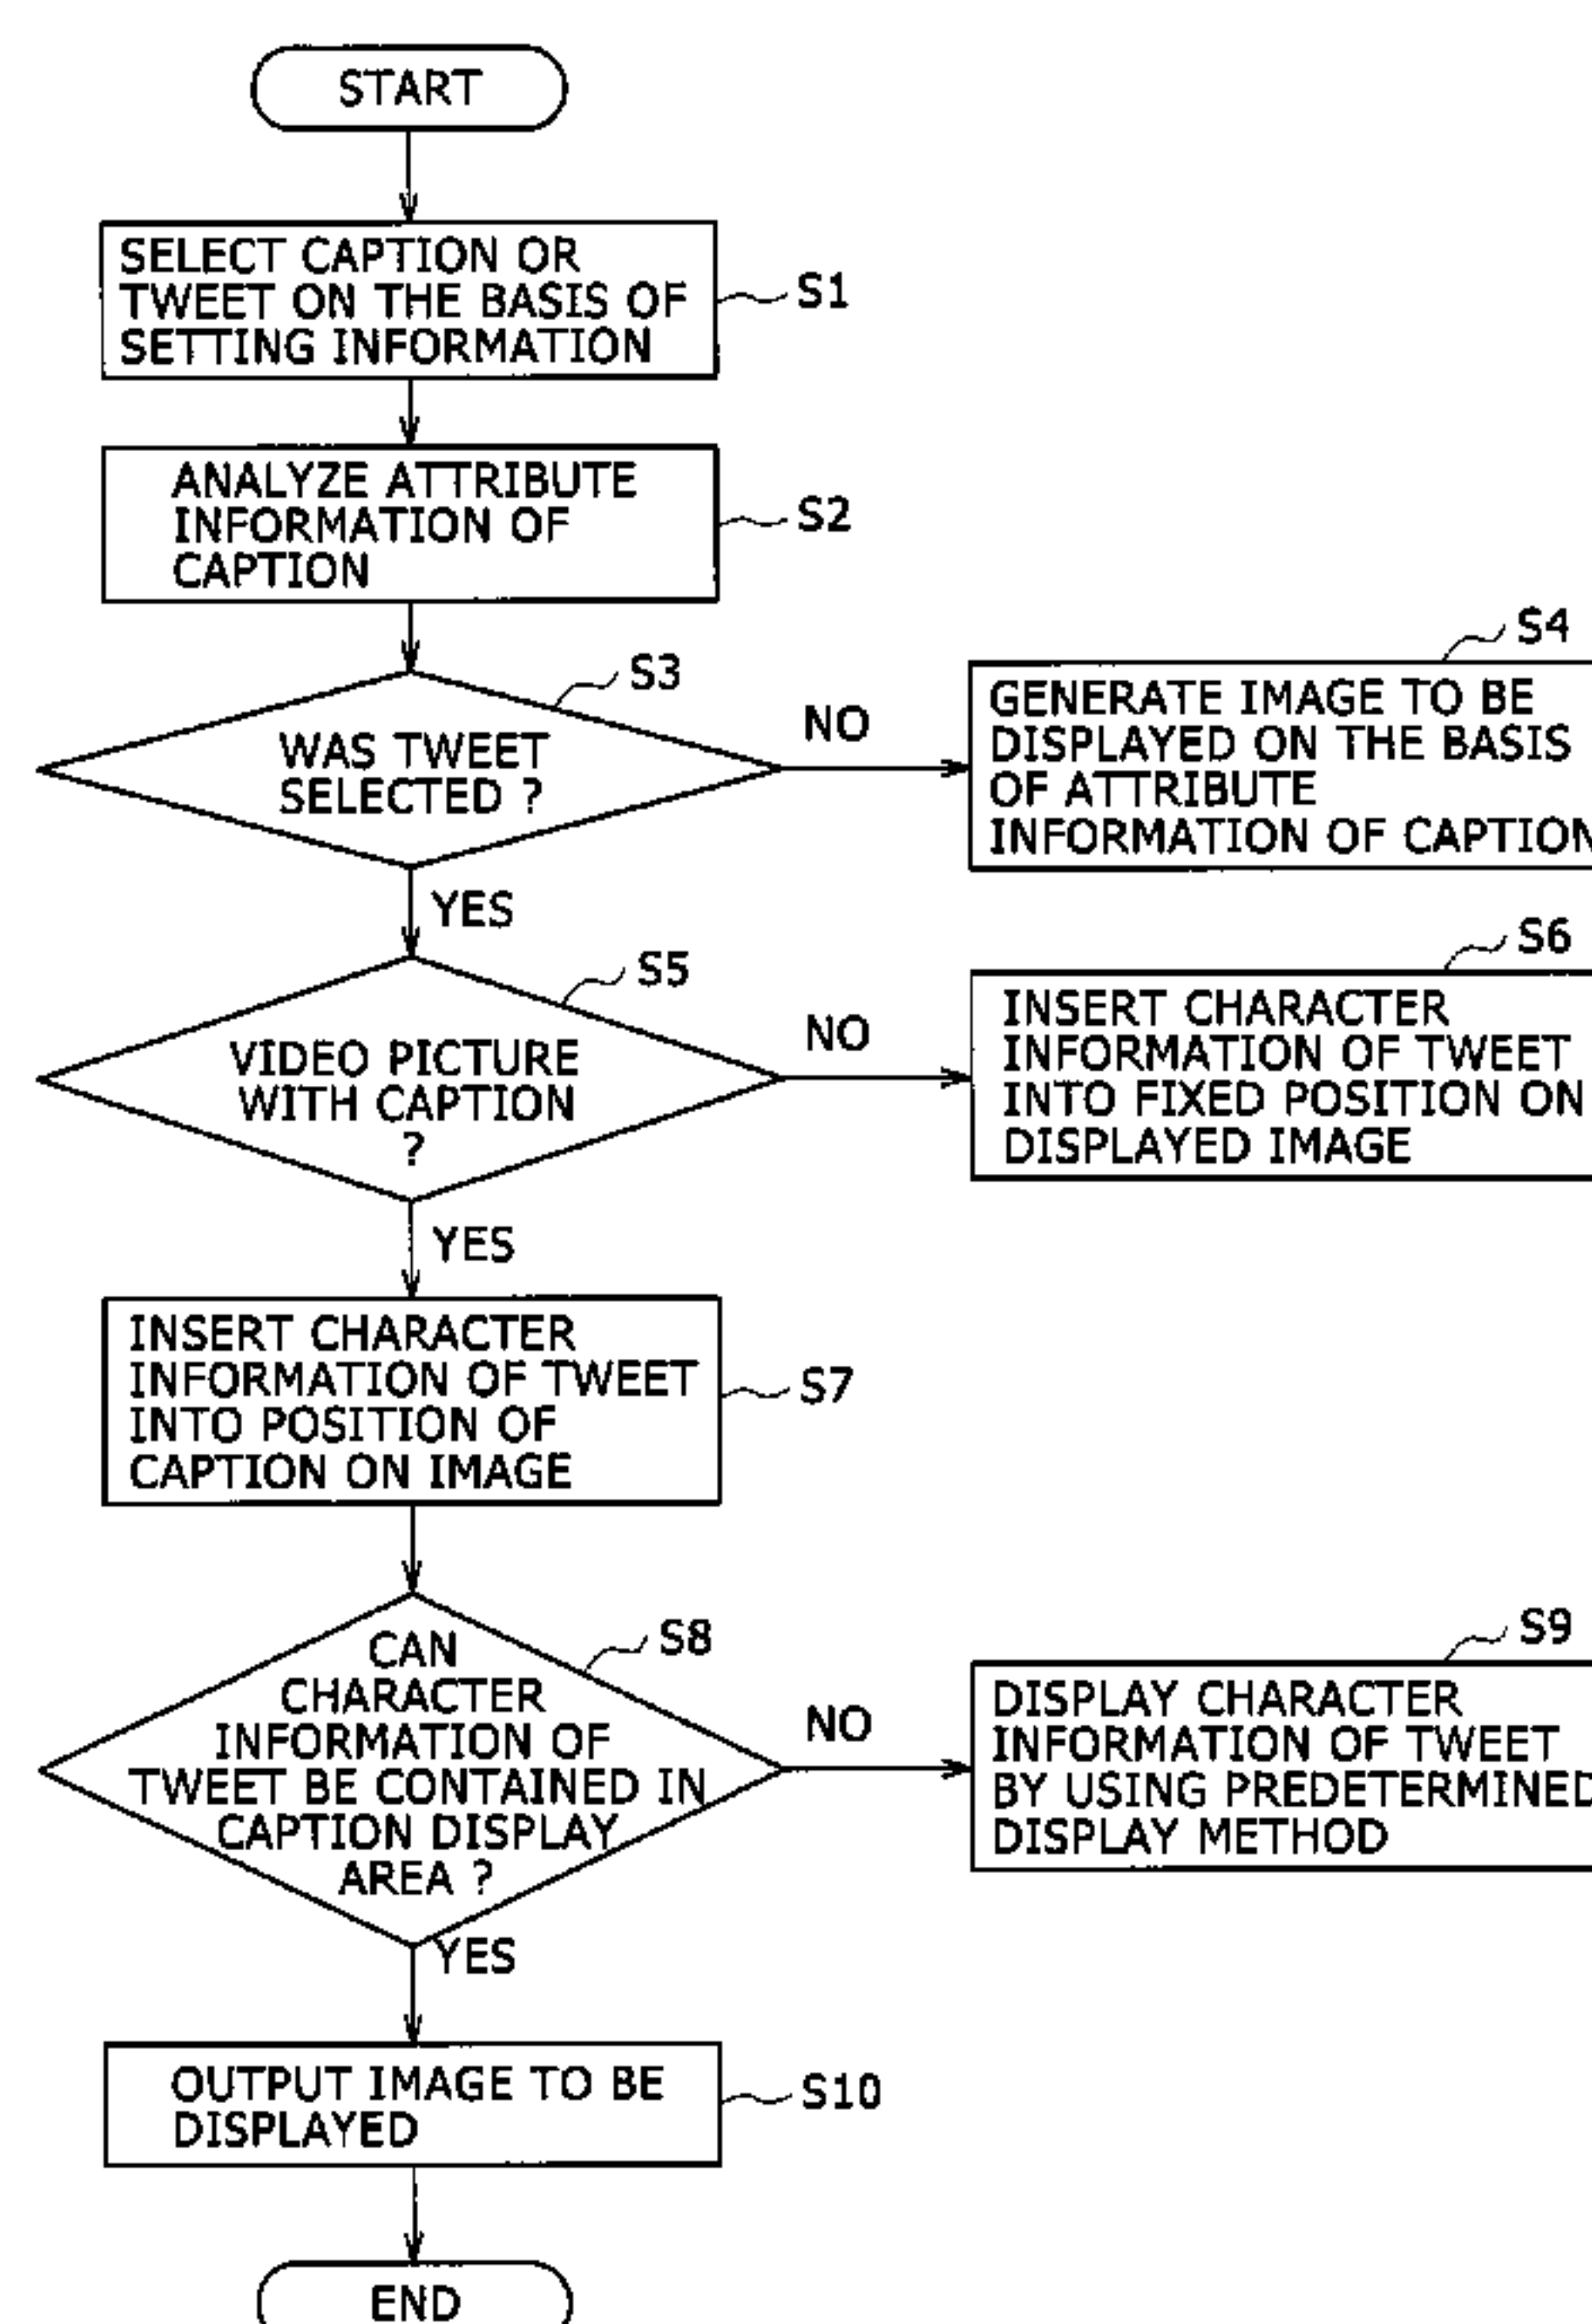 START
SELECT CAPTION OR
TWEET ON THE BASIS OF
SETTING INFORMATION
S1
ANALYZE ATTRIBUTE
INFORMATION OF
CAPTION
S2
S3
WAS TWEET
SELECTED ?
NO
YES
S4
GENERATE IMAGE TO BE
DISPLAYED ON THE BASIS
OF ATTRIBUTE
INFORMATION OF CAPTION
S5
VIDEO PICTURE
WITH CAPTION
?
NO
YES
S6
INSERT CHARACTER
INFORMATION OF TWEET
INTO FIXED POSITION ON
DISPLAYED IMAGE
INSERT CHARACTER
INFORMATION OF TWEET
INTO POSITION OF
CAPTION ON IMAGE
S7
S8
CAN
CHARACTER
INFORMATION OF
TWEET BE CONTAINED IN
CAPTION DISPLAY
AREA ?
NO
YES
S9
DISPLAY CHARACTER
INFORMATION OF TWEET
BY USING PREDETERMINED
DISPLAY METHOD
OUTPUT IMAGE TO BE
DISPLAYED
S10
END